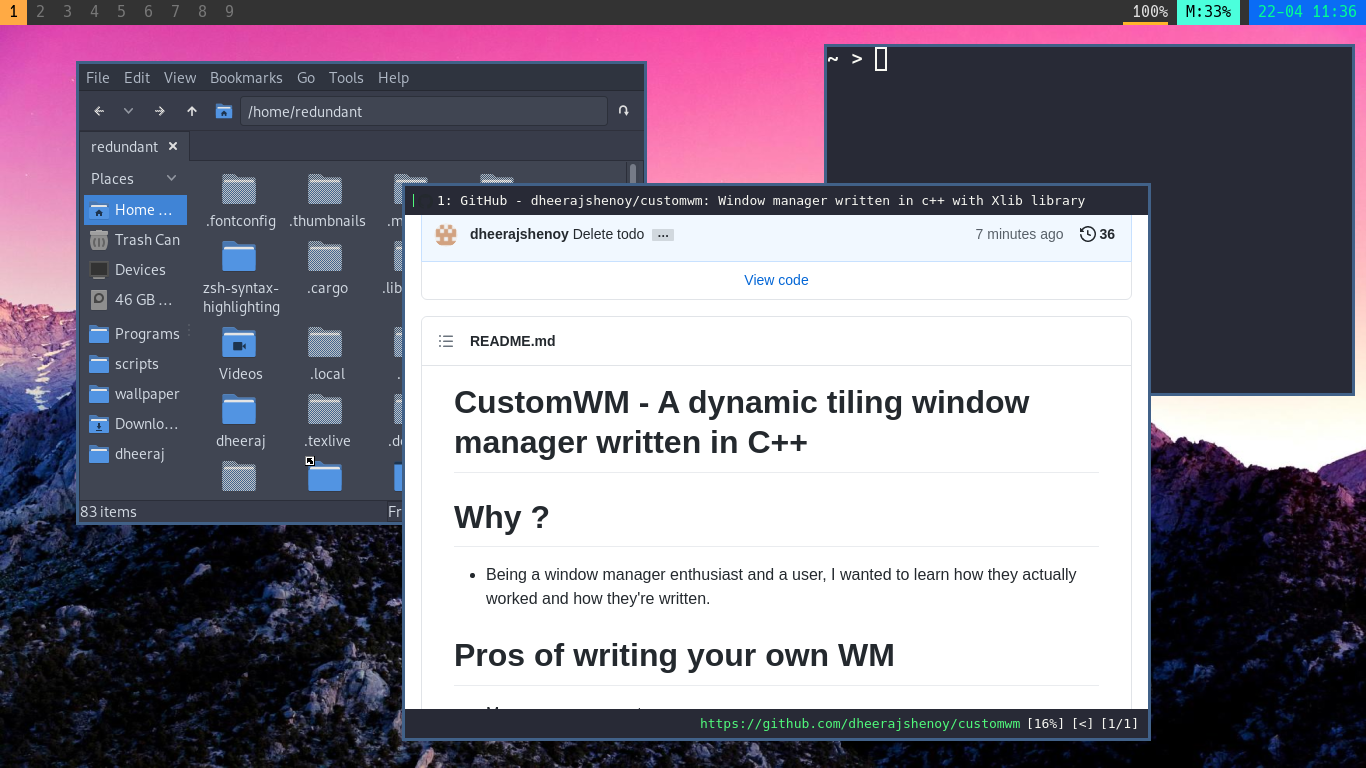 1 2 3 4 5 6 7 8 9 100% M:33% 22-04 11:36
File Edit View Bookmarks Go Tools Help
/home/redundant
redundant
Places
Home ...
Trash Can
Devices
46 GB ...
Programs
scripts
wallpaper
Downlo...
dheeraj
.fontconfig .thumbnails
zsh-syntax-
highlighting
.cargo
Videos .local
dheeraj .texlive
83 items
~ >
1: GitHub - dheerajshenoy/customwm: Window manager written in c++ with Xlib library
dheerajshenoy Delete todo ... 7 minutes ago 36
View code
README.md
CustomWM - A dynamic tiling window
manager written in C++
Why ?
Being a window manager enthusiast and a user, I wanted to learn how they actually
worked and how they're written.
Pros of writing your own WM
https://github.com/dheerajshenoy/customwm [16%] [<] [1/1]